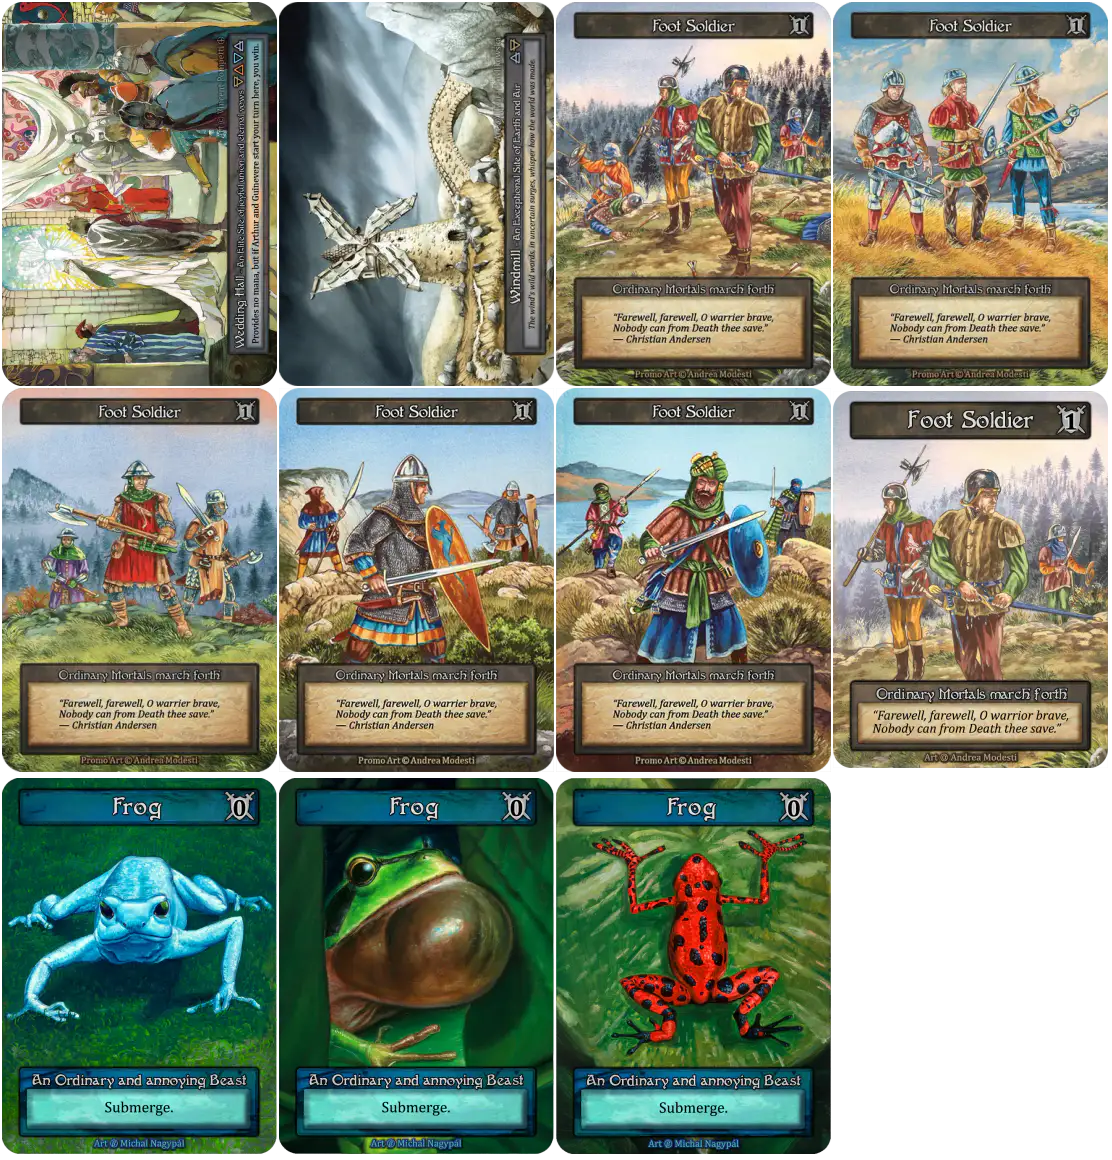 Wedding Hall — An Elite Site of opulent humor and eternal vows
Provides no mana, but if Arthur and Guinevere start your turn here, you win.
Windmill — An Exceptional Site of Earth and Air
The wind's wild words in uncertain surges, whisper how the world was made.
Foot Soldier 1
Ordinary Mortals march forth
"Farewell, farewell, O warrior brave,
Nobody can from Death thee save."
— Christian Andersen
Promo Art © Andrea Modesti
Foot Soldier 1
Ordinary Mortals march forth
"Farewell, farewell, O warrior brave,
Nobody can from Death thee save."
— Christian Andersen
Promo Art © Andrea Modesti
Foot Soldier 1
Ordinary Mortals march forth
"Farewell, farewell, O warrior brave,
Nobody can from Death thee save."
— Christian Andersen
Promo Art © Andrea Modesti
Foot Soldier 1
Ordinary Mortals march forth
"Farewell, farewell, O warrior brave,
Nobody can from Death thee save."
— Christian Andersen
Promo Art © Andrea Modesti
Foot Soldier 1
Ordinary Mortals march forth
"Farewell, farewell, O warrior brave,
Nobody can from Death thee save."
— Christian Andersen
Promo Art © Andrea Modesti
Foot Soldier 1
Ordinary Mortals march forth
"Farewell, farewell, O warrior brave,
Nobody can from Death thee save."
Art @ Andrea Modesti
Frog 0
An Ordinary and annoying Beast
Submerge.
Art @ Michal Nagypál
Frog 0
An Ordinary and annoying Beast
Submerge.
Art @ Michal Nagypál
Frog 0
An Ordinary and annoying Beast
Submerge.
Art @ Michal Nagypál